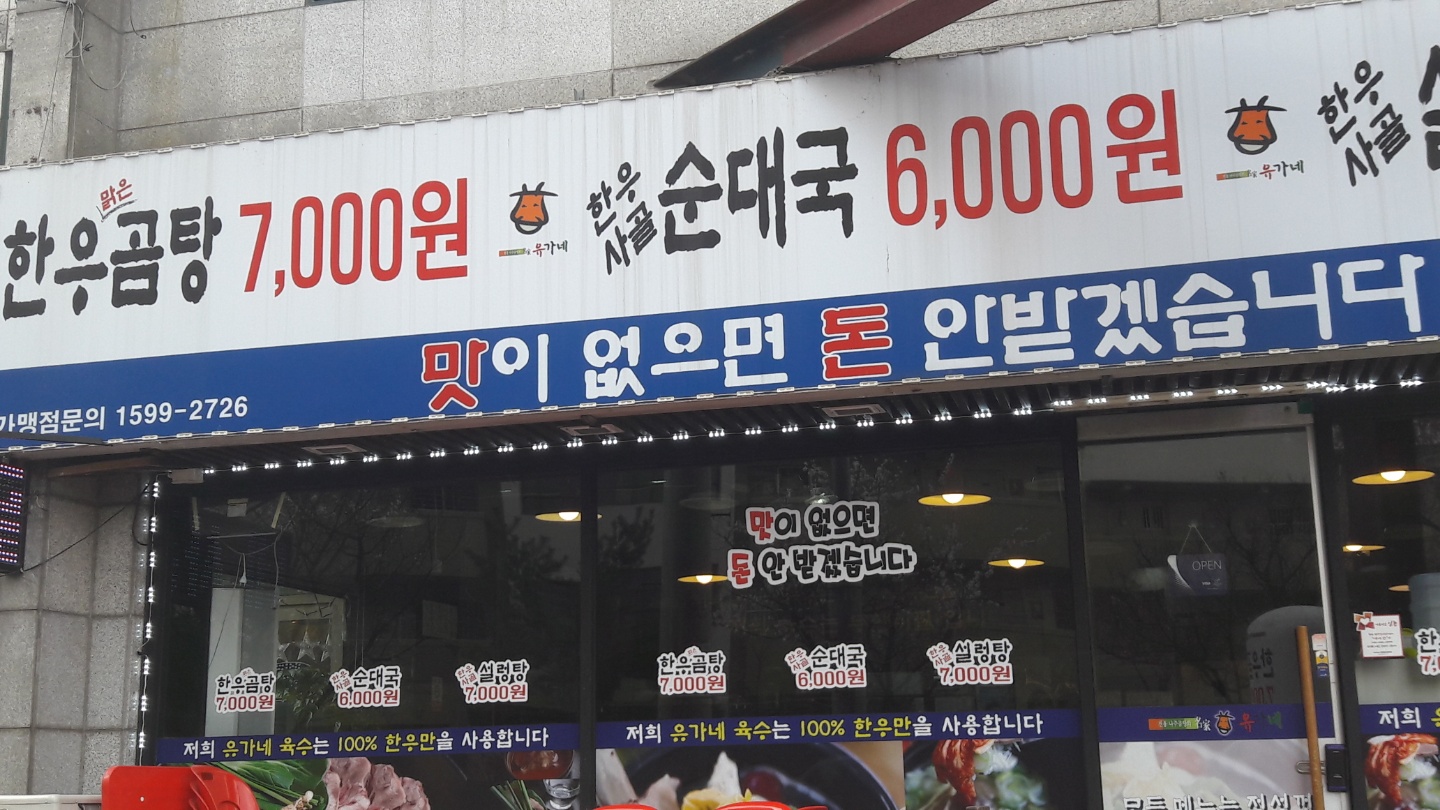 맑은
한우곰탕 7,000원
유가네
한우
사골
순대국 6,000원
유가네
한우
사골
맛이 없으면 돈 안받겠습니다
가맹점문의 1599-2726
맛이 없으면
돈 안 받겠습니다
OPEN
한우곰탕
7,000원
한우
사골
순대국
6,000원
한우
사골
설렁탕
7,000원
한우곰탕
7,000원
한우
사골
순대국
6,000원
한우
사골
설렁탕
7,000원
저희 유가네 육수는 100% 한우만을 사용합니다
저희 유가네 육수는 100% 한우만을 사용합니다
저희